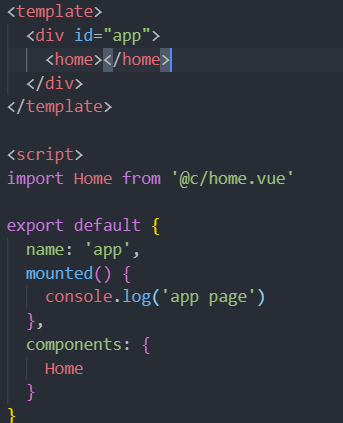 <template>
  <div id="app">
    <home></home>
  </div>
</template>

<script>
import Home from '@c/home.vue'

export default {
  name: 'app',
  mounted() {
    console.log('app page')
  },
  components: {
    Home
  }
}